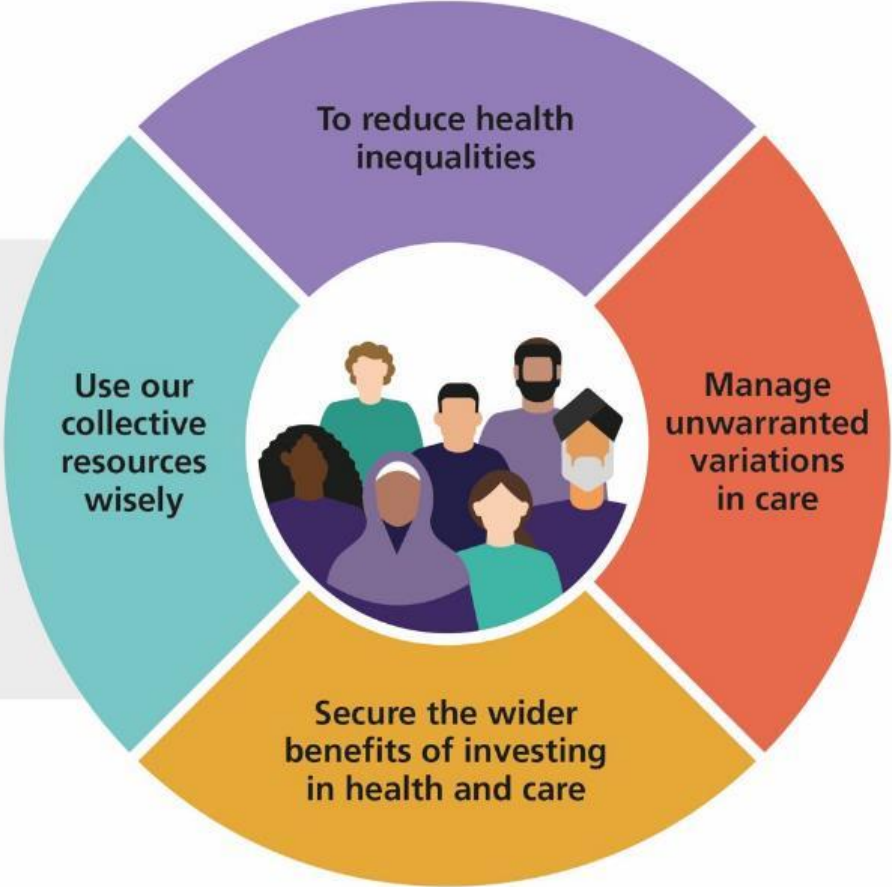 To reduce health
inequalities
Use our
collective
resources
wisely
Manage
unwarranted
variations
in care
Secure the wider
benefits of investing
in health and care